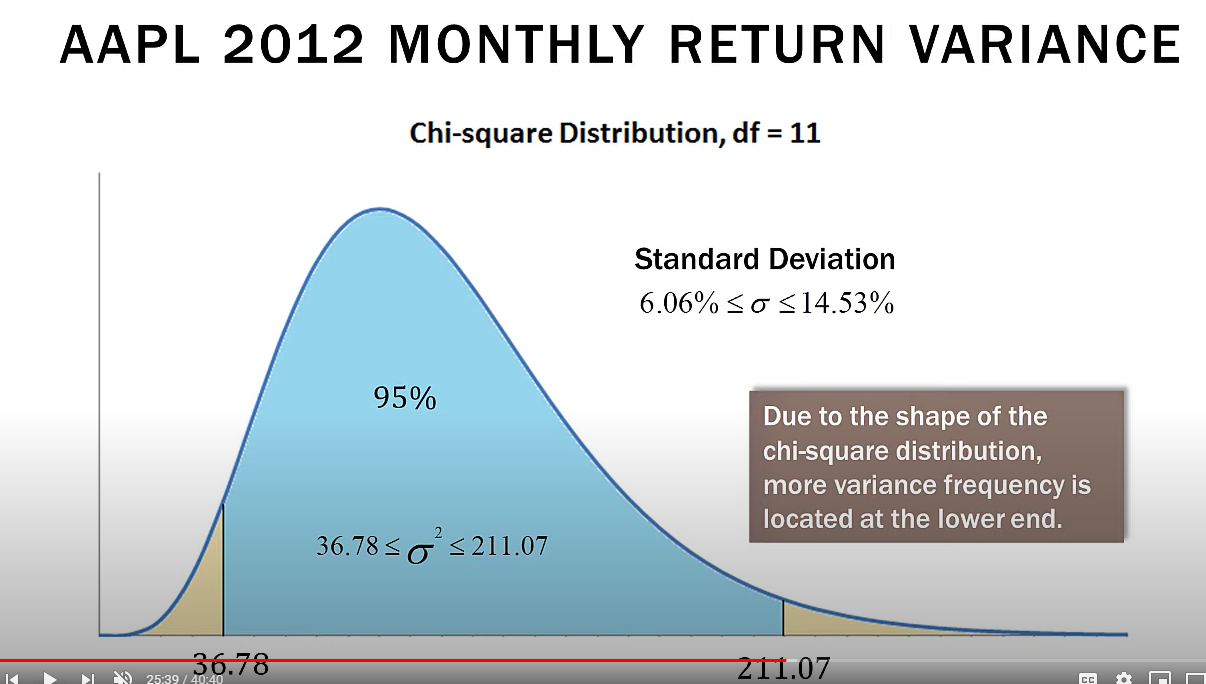 AAPL 2012 MONTHLY RETURN VARIANCE
Chi-square Distribution, df = 11
Standard Deviation
6.06% ≤ σ ≤ 14.53%
95%
Due to the shape of the
chi-square distribution,
more variance frequency is
located at the lower end.
36.78 ≤ σ² ≤ 211.07
36.78
211.07
25:39 / 40:40
CC